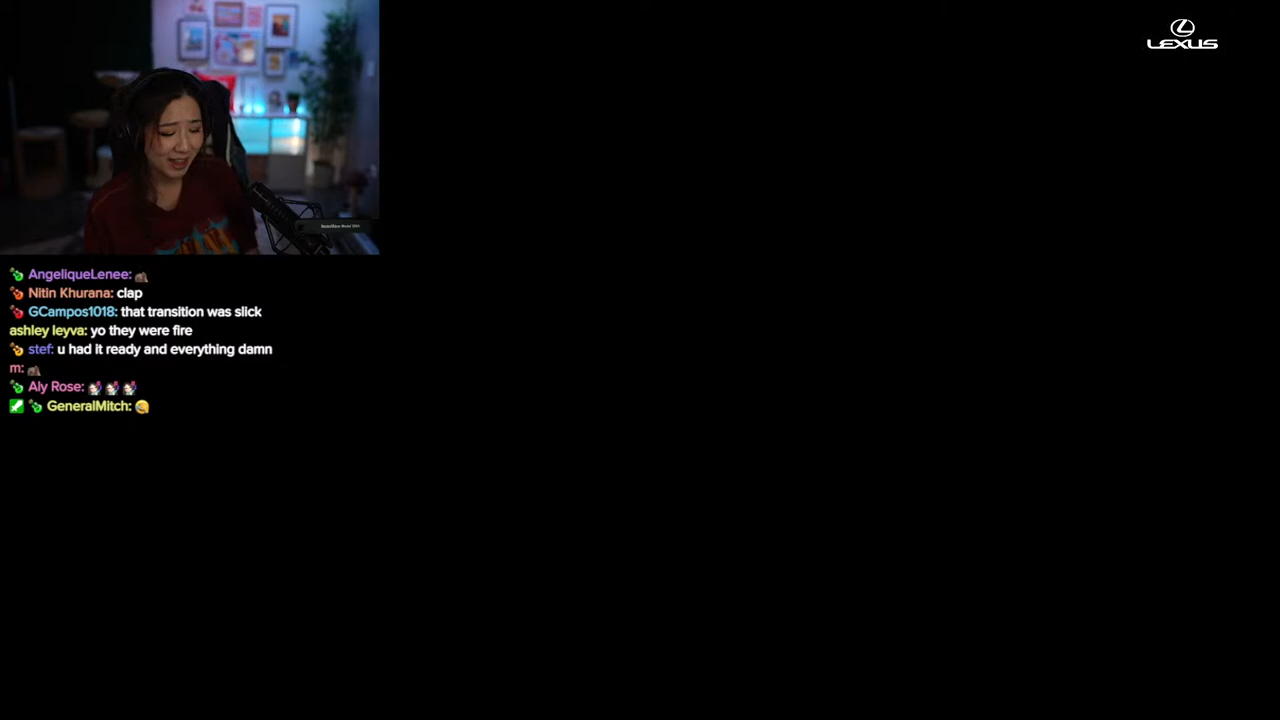 LEXUS
AngeliqueLenee:
Nitin Khurana: clap
GCampos1018: that transition was slick
ashley leyva: yo they were fire
stef: u had it ready and everything damn
m:
Aly Rose:
GeneralMitch: